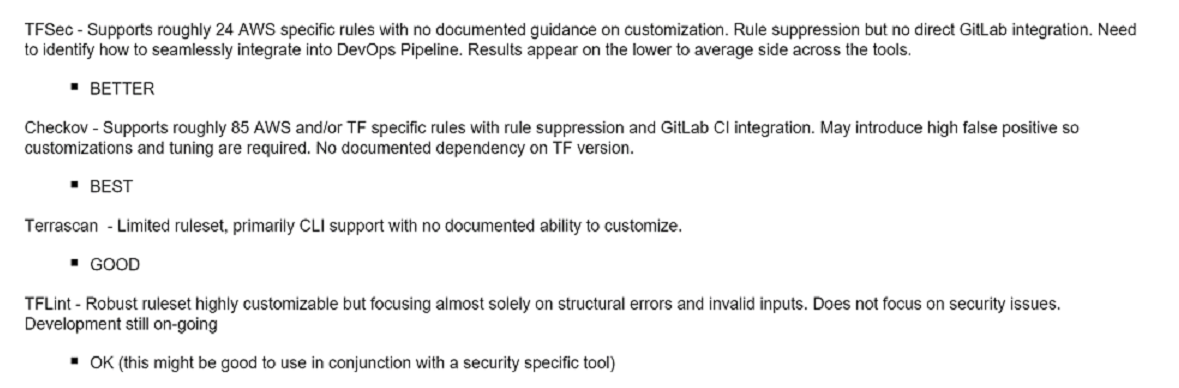 TFSec - Supports roughly 24 AWS specific rules with no documented guidance on customization. Rule suppression but no direct GitLab integration. Need
to identify how to seamlessly integrate into DevOps Pipeline. Results appear on the lower to average side across the tools.
▪ BETTER
Checkov - Supports roughly 85 AWS and/or TF specific rules with rule suppression and GitLab CI integration. May introduce high false positive so
customizations and tuning are required. No documented dependency on TF version.
▪ BEST
Terrascan - Limited ruleset, primarily CLI support with no documented ability to customize.
▪ GOOD
TFLint - Robust ruleset highly customizable but focusing almost solely on structural errors and invalid inputs. Does not focus on security issues.
Development still on-going
▪ OK (this might be good to use in conjunction with a security specific tool)